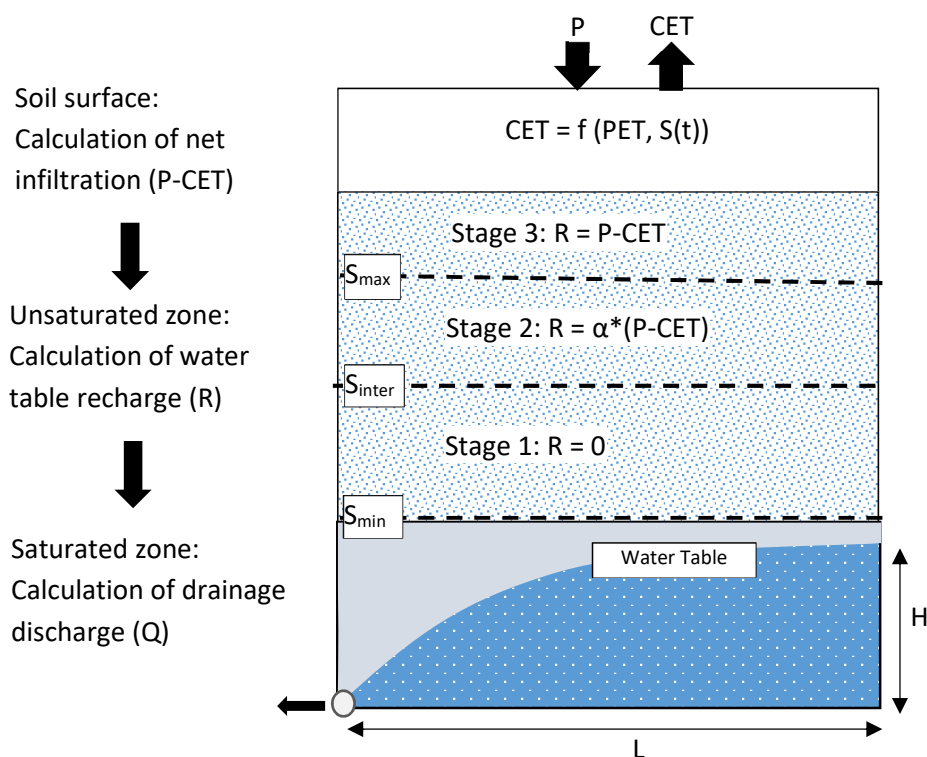 P
CET
Soil surface:
Calculation of net
infiltration (P-CET)
CET = f (PET, S(t))
Stage 3: R = P-CET
Smax
Unsaturated zone:
Calculation of water
table recharge (R)
Stage 2: R = α*(P-CET)
Sinter
Stage 1: R = 0
Smin
Saturated zone:
Calculation of drainage
discharge (Q)
Water Table
H
L